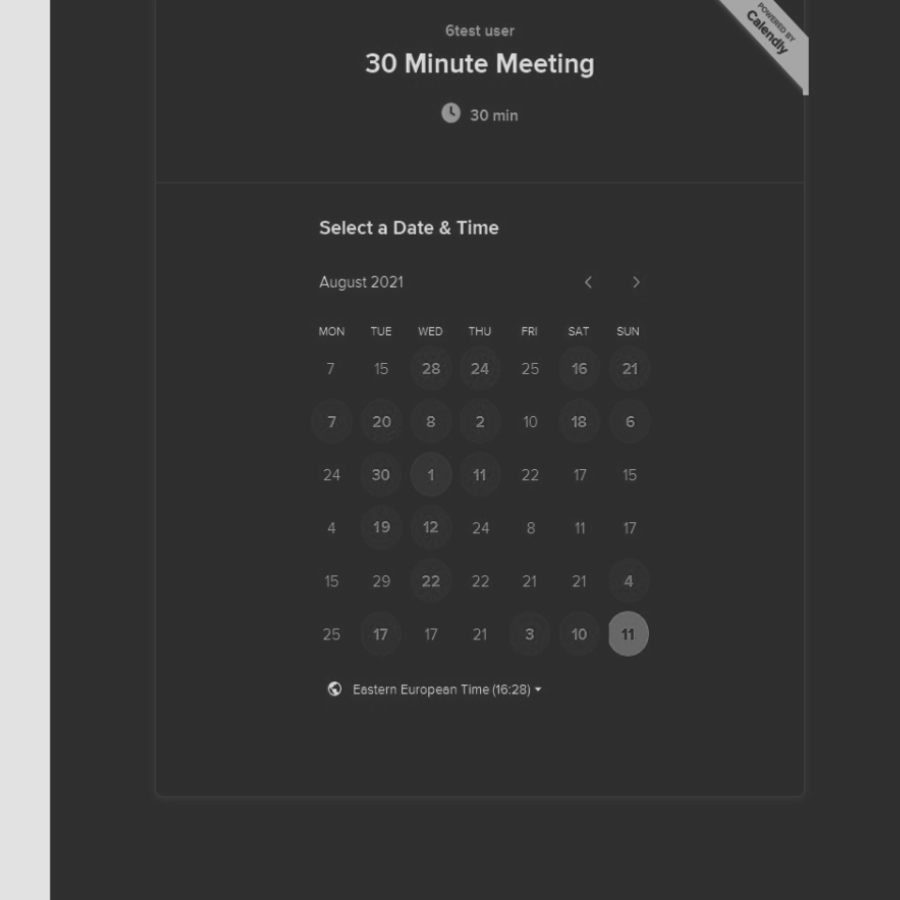 POWERED BY
Calendly
6test user
30 Minute Meeting
30 min
Select a Date & Time
August 2021
MON TUE WED THU FRI SAT SUN
7 15 28 24 25 16 21
7 20 8 2 10 18 6
24 30 1 11 22 17 15
4 19 12 24 8 11 17
15 29 22 22 21 21 4
25 17 17 21 3 10 11
Eastern European Time (16:28)